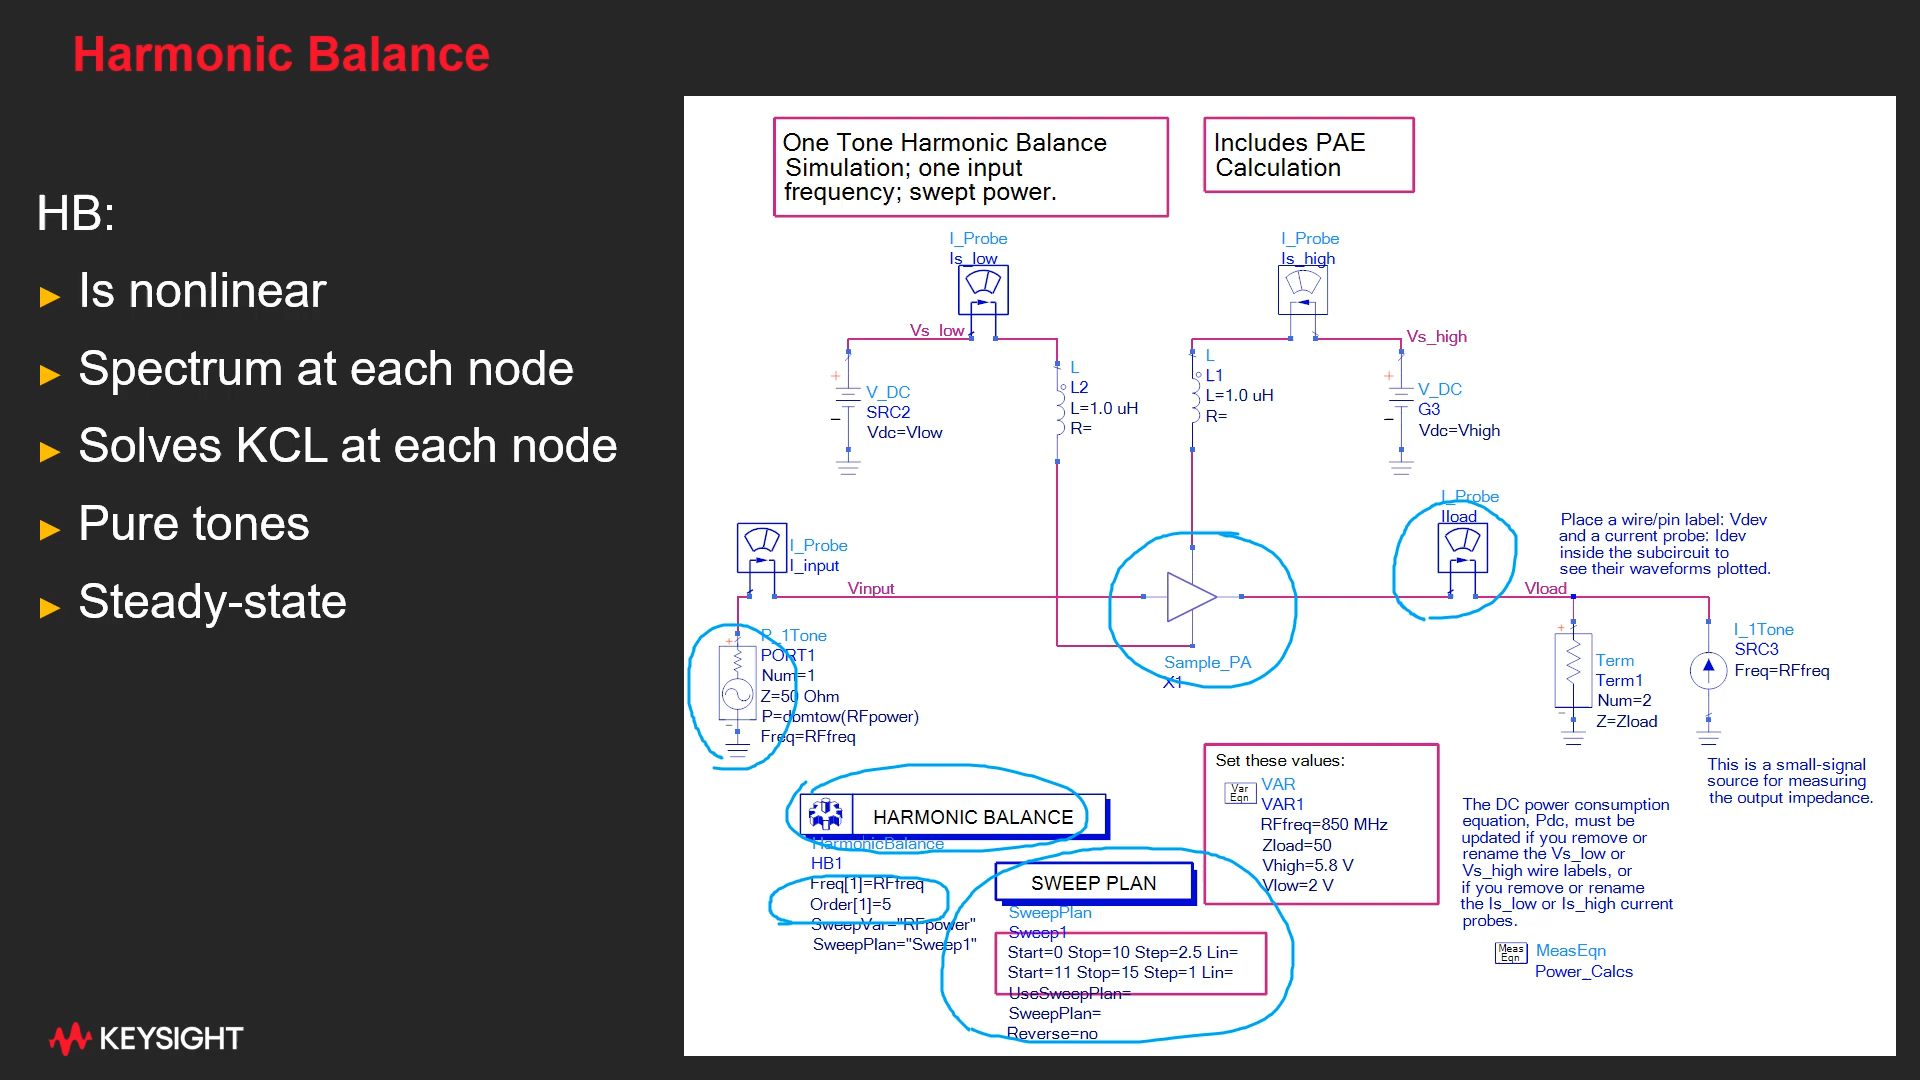 Harmonic Balance
HB:
Is nonlinear
Spectrum at each node
Solves KCL at each node
Pure tones
Steady-state
KEYSIGHT
One Tone Harmonic Balance
Simulation; one input
frequency; swept power.
Includes PAE
Calculation
I_Probe
Is_low
I_Probe
Is_high
Vs_low
Vs_high
V_DC
SRC2
Vdc=Vlow
L
L2
L=1.0 uH
R=
L
L1
L=1.0 uH
R=
V_DC
G3
Vdc=Vhigh
I_Probe
I_input
Vinput
I_Probe
Iload
Vload
Place a wire/pin label: Vdev
and a current probe: Idev
inside the subcircuit to
see their waveforms plotted.
P_1Tone
PORT1
Num=1
Z=50 Ohm
P=dbmtow(RFpower)
Freq=RFfreq
Sample_PA
X1
Term
Term1
Num=2
Z=Zload
I_1Tone
SRC3
Freq=RFfreq
This is a small-signal
source for measuring
the output impedance.
HARMONIC BALANCE
HarmonicBalance
HB1
Freq[1]=RFfreq
Order[1]=5
SweepVar="RFpower"
SweepPlan="Sweep1"
SWEEP PLAN
SweepPlan
Sweep1
Start=0 Stop=10 Step=2.5 Lin=
Start=11 Stop=15 Step=1 Lin=
UseSweepPlan=
SweepPlan=
Reverse=no
Set these values:
Var
Eqn
VAR
VAR1
RFfreq=850 MHz
Zload=50
Vhigh=5.8 V
Vlow=2 V
The DC power consumption
equation, Pdc, must be
updated if you remove or
rename the Vs_low or
Vs_high wire labels, or
if you remove or rename
the Is_low or Is_high current
probes.
Meas
Eqn
MeasEqn
Power_Calcs